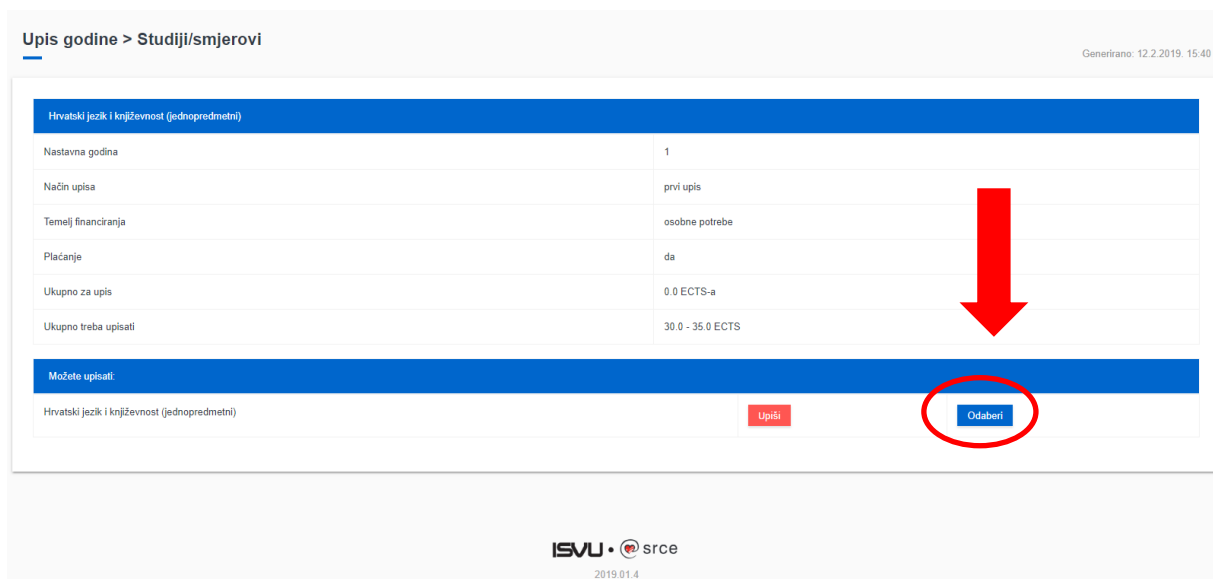 Upis godine > Studiji/smjerovi
Generirano: 12.2.2019. 15:40
Hrvatski jezik i književnost (jednopredmetni)
Nastavna godina 1
Način upisa prvi upis
Temelj financiranja osobne potrebe
Plaćanje da
Ukupno za upis 0.0 ECTS-a
Ukupno treba upisati 30.0 - 35.0 ECTS
Možete upisati:
Hrvatski jezik i književnost (jednopredmetni) Upiši Odaberi
ISVU • srce
2019.01.4